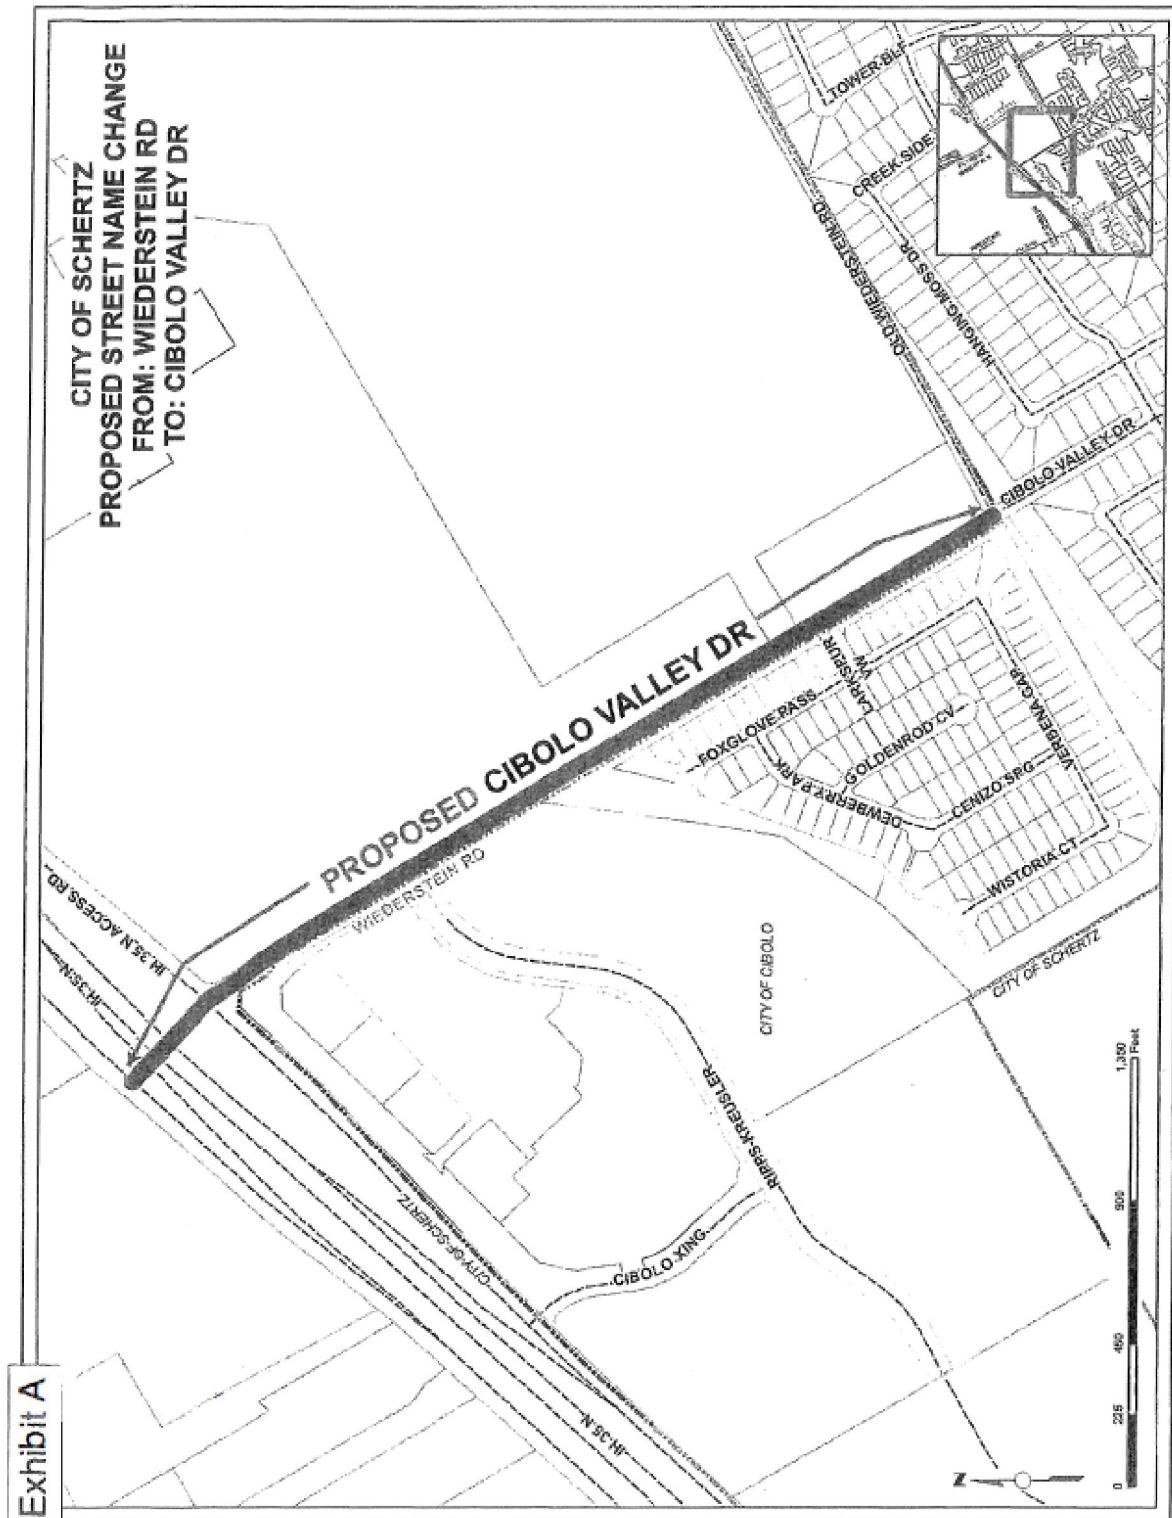 Exhibit A
CITY OF SCHERTZ
PROPOSED STREET NAME CHANGE
FROM: WIEDERSTEIN RD
TO: CIBOLO VALLEY DR
IH 35 N ACCESS RD
IH 35 N
PROPOSED CIBOLO VALLEY DR
WIEDERSTEIN RD
CITY OF SCHERTZ
IH 35 N
CIBOLO XING
RIPPS-KREUSLER
CITY OF CIBOLO
CITY OF SCHERTZ
FOXGLOVE PASS
LARKSPUR
VW
DEWBERRY PARK
GOLDENROD CV
CENIZO SPG
VERBENA GAP
WISTORIA CT
OLD WIEDERSTEIN RD
TOWER BLF
CREEK SIDE
HANGING MOSS DR
CIBOLO VALLEY DR
N
0 225 450 900 1,350
Feet